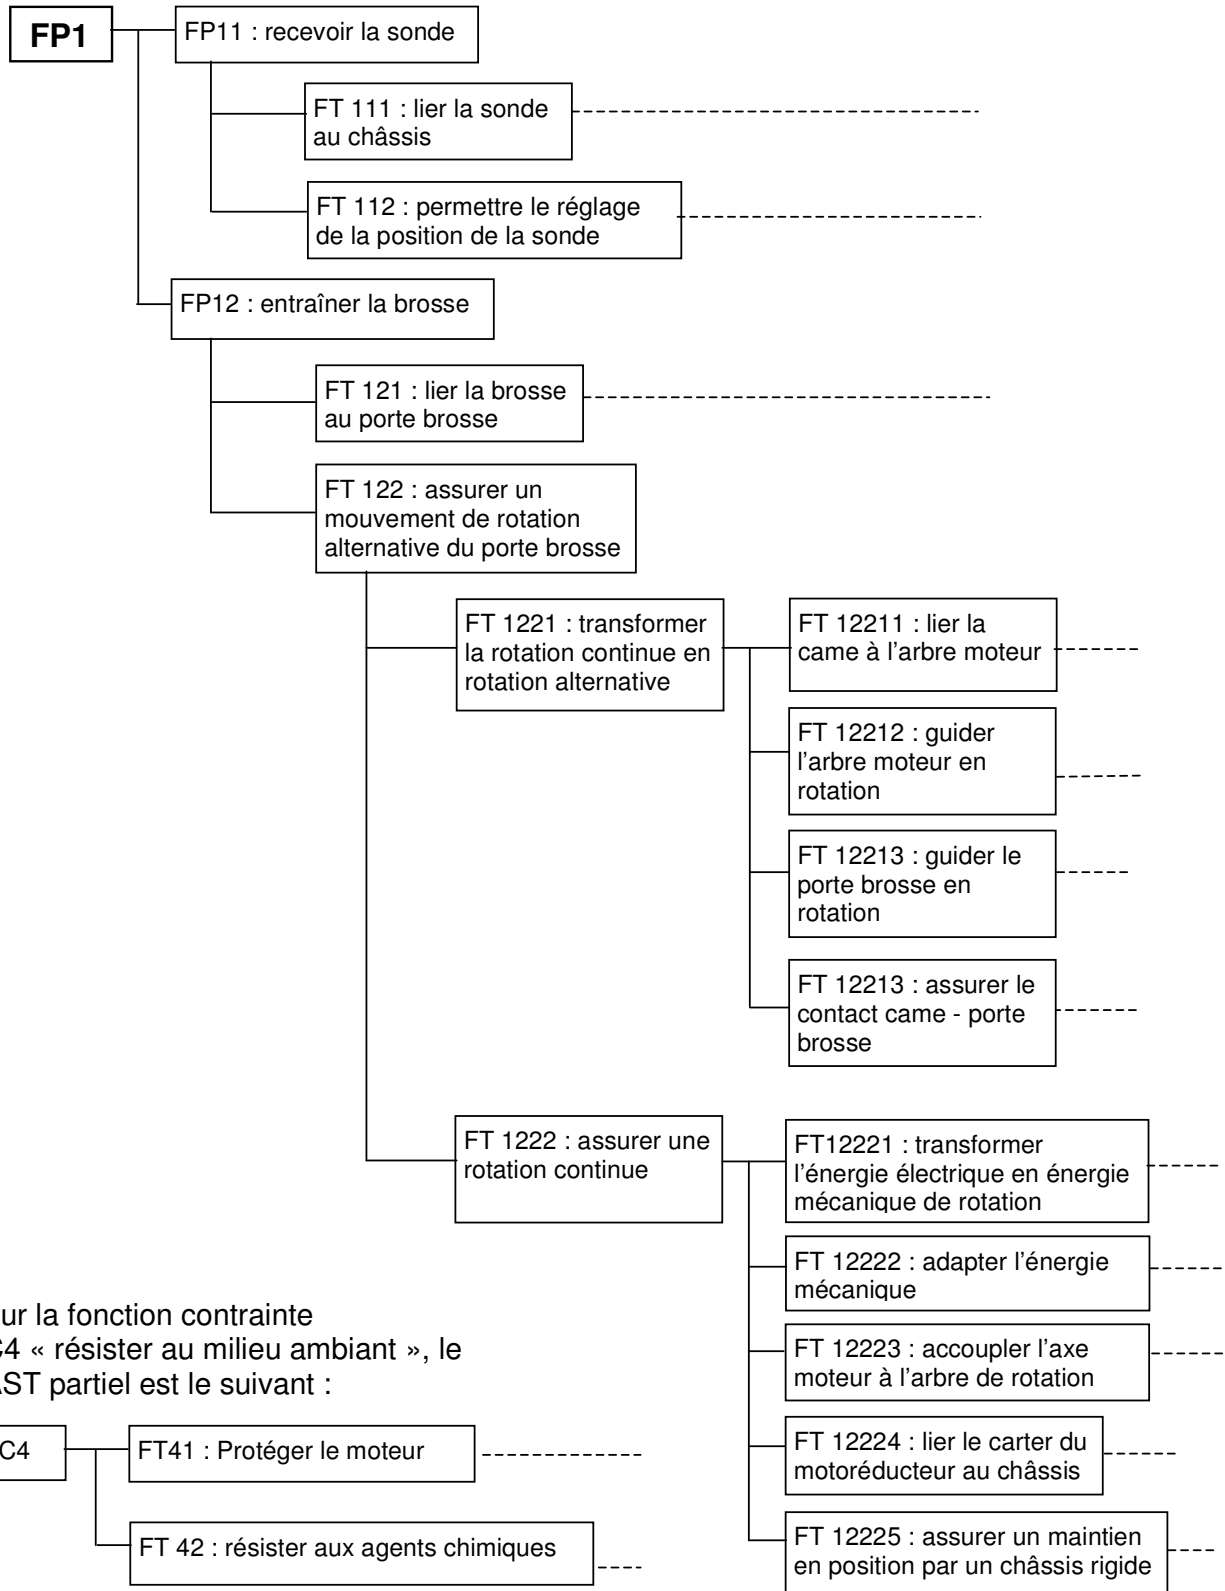 FP1
FP11 : recevoir la sonde
FT 111 : lier la sonde
au châssis
FT 112 : permettre le réglage
de la position de la sonde
FP12 : entraîner la brosse
FT 121 : lier la brosse
au porte brosse
FT 122 : assurer un
mouvement de rotation
alternative du porte brosse
FT 1221 : transformer
la rotation continue en
rotation alternative
FT 12211 : lier la
came à l'arbre moteur
FT 12212 : guider
l'arbre moteur en
rotation
FT 12213 : guider le
porte brosse en
rotation
FT 12213 : assurer le
contact came - porte
brosse
FT 1222 : assurer une
rotation continue
FT12221 : transformer
l'énergie électrique en énergie
mécanique de rotation
FT 12222 : adapter l'énergie
mécanique
FT 12223 : accoupler l'axe
moteur à l'arbre de rotation
FT 12224 : lier le carter du
motoréducteur au châssis
FT 12225 : assurer un maintien
en position par un châssis rigide
ur la fonction contrainte
C4 « résister au milieu ambiant », le
AST partiel est le suivant :
C4
FT41 : Protéger le moteur
FT 42 : résister aux agents chimiques